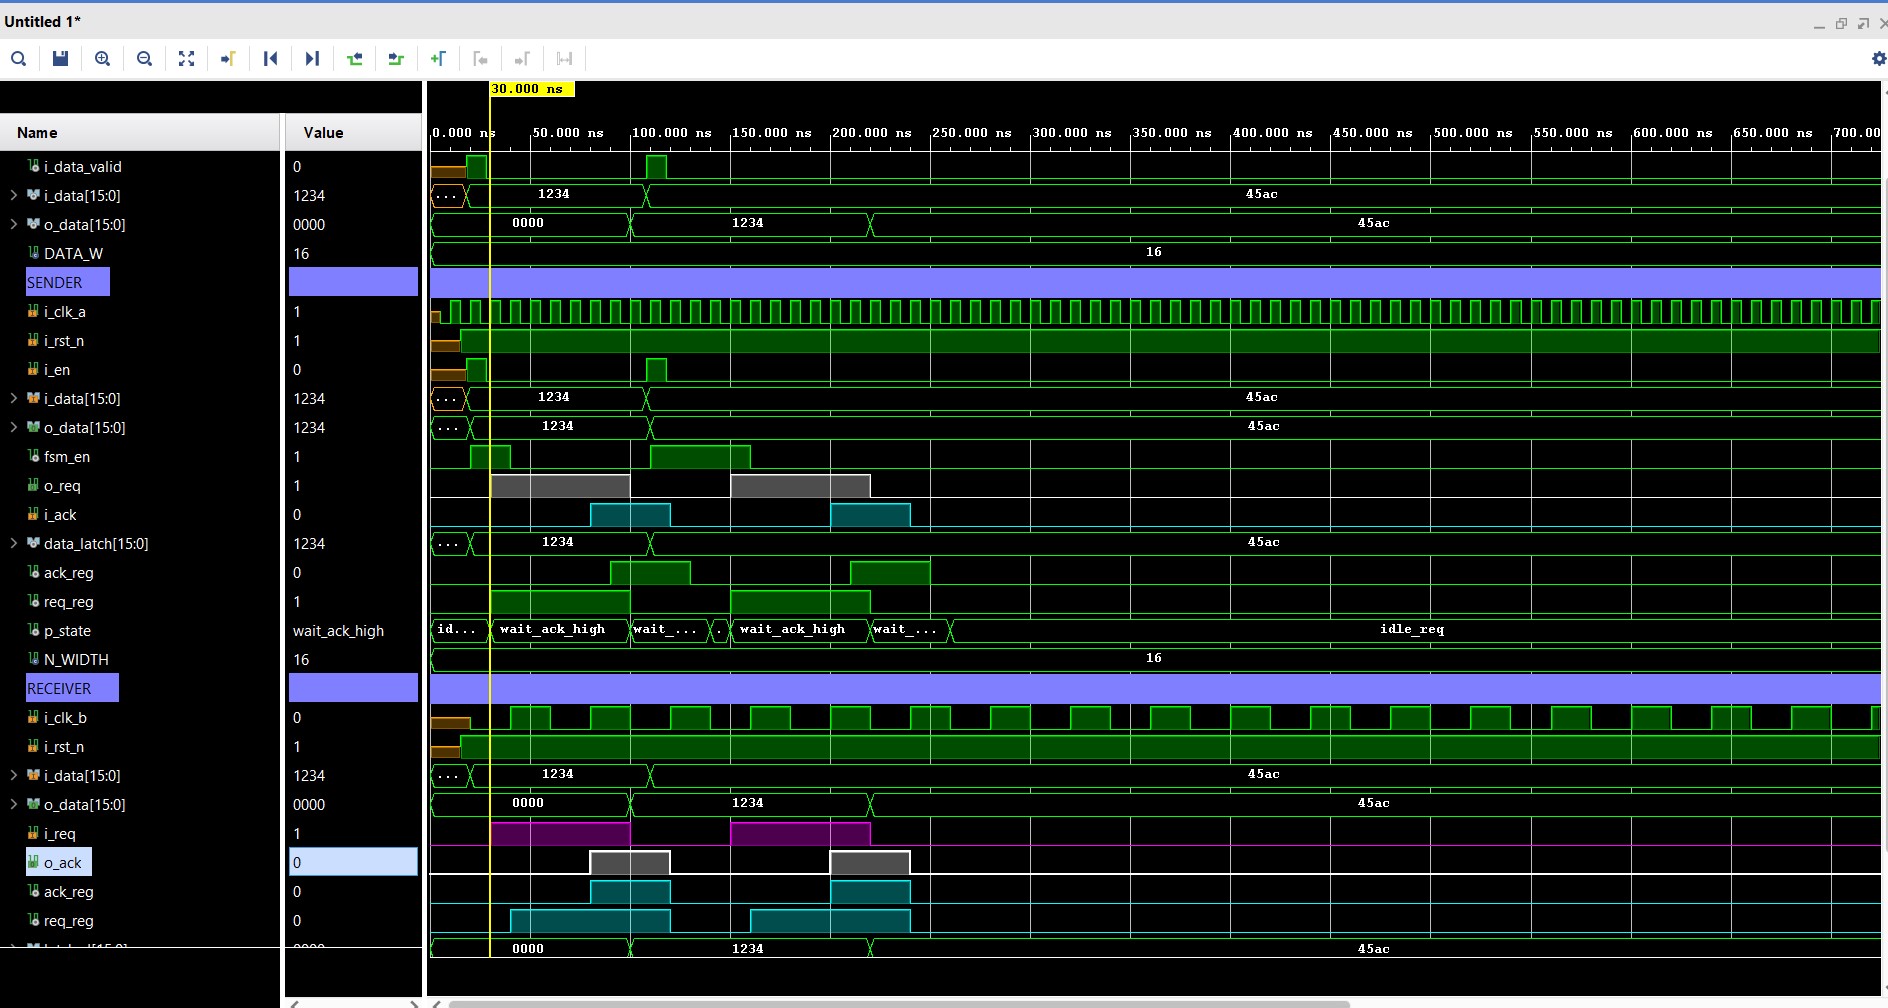 Untitled 1*
30.000 ns
Name Value
0.000 ns 50.000 ns 100.000 ns 150.000 ns 200.000 ns 250.000 ns 300.000 ns 350.000 ns 400.000 ns 450.000 ns 500.000 ns 550.000 ns 600.000 ns 650.000 ns 700.00
i_data_valid 0
i_data[15:0] 1234 ... 1234 45ac
o_data[15:0] 0000 0000 1234 45ac
DATA_W 16 16
SENDER
i_clk_a 1
i_rst_n 1
i_en 0
i_data[15:0] 1234 ... 1234 45ac
o_data[15:0] 1234 ... 1234 45ac
fsm_en 1
o_req 1
i_ack 0
data_latch[15:0] 1234 ... 1234 45ac
ack_reg 0
req_reg 1
p_state wait_ack_high id... wait_ack_high wait_... . wait_ack_high wait_... idle_req
N_WIDTH 16 16
RECEIVER
i_clk_b 0
i_rst_n 1
i_data[15:0] 1234 ... 1234 45ac
o_data[15:0] 0000 0000 1234 45ac
i_req 1
o_ack 0
ack_reg 0
req_reg 0
0000 1234 45ac